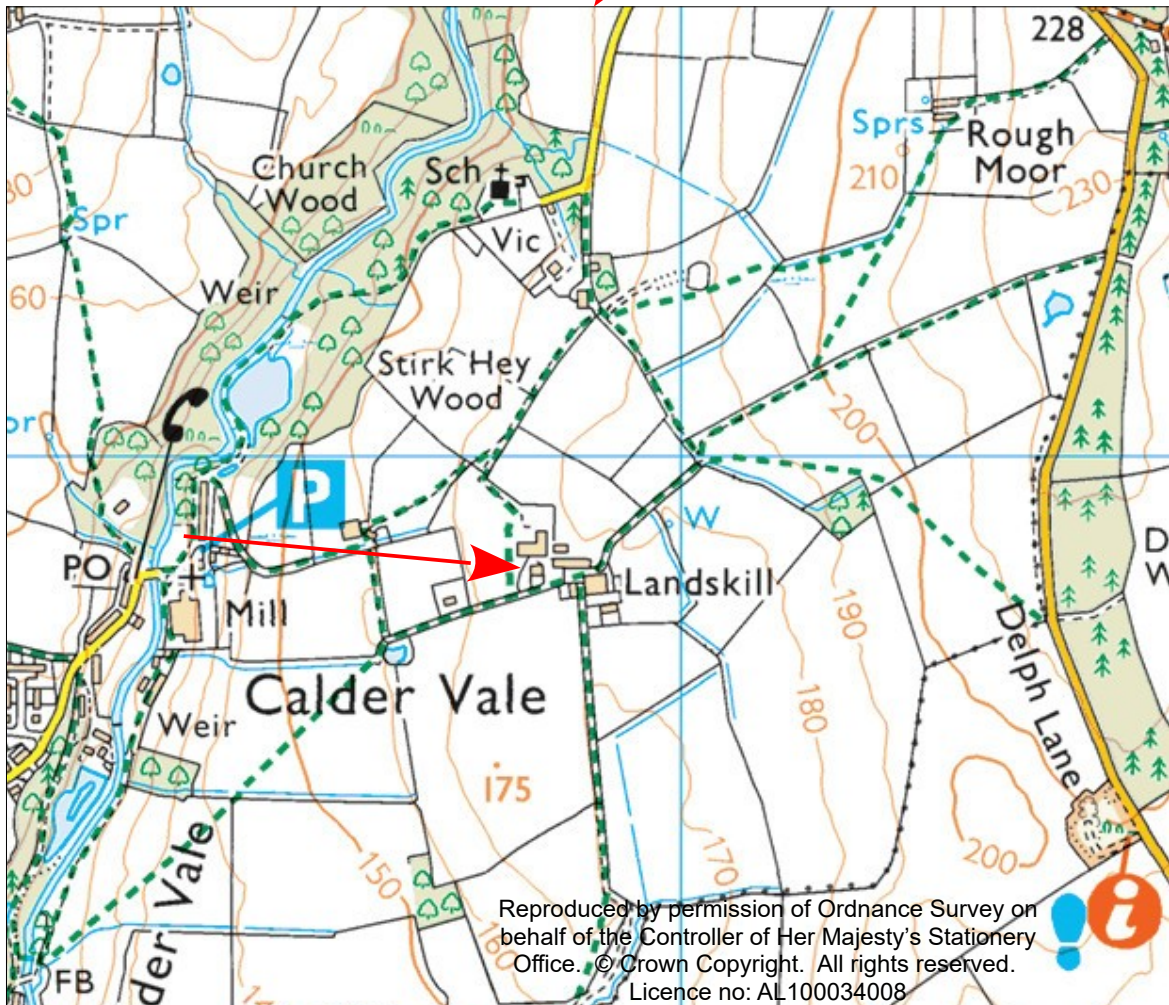 228
Sprs
Rough
Moor
210
230
Church
Wood
Sch
Spr
Vic
60
Weir
Stirk Hey
Wood
200
P
W
PO
Landskill
Mill
190
Delph Lane
Calder Vale
180
Weir
175
200
150
170
160
FB
Reproduced by permission of Ordnance Survey on
behalf of the Controller of Her Majesty's Stationery
Office. © Crown Copyright. All rights reserved.
Licence no: AL100034008
i